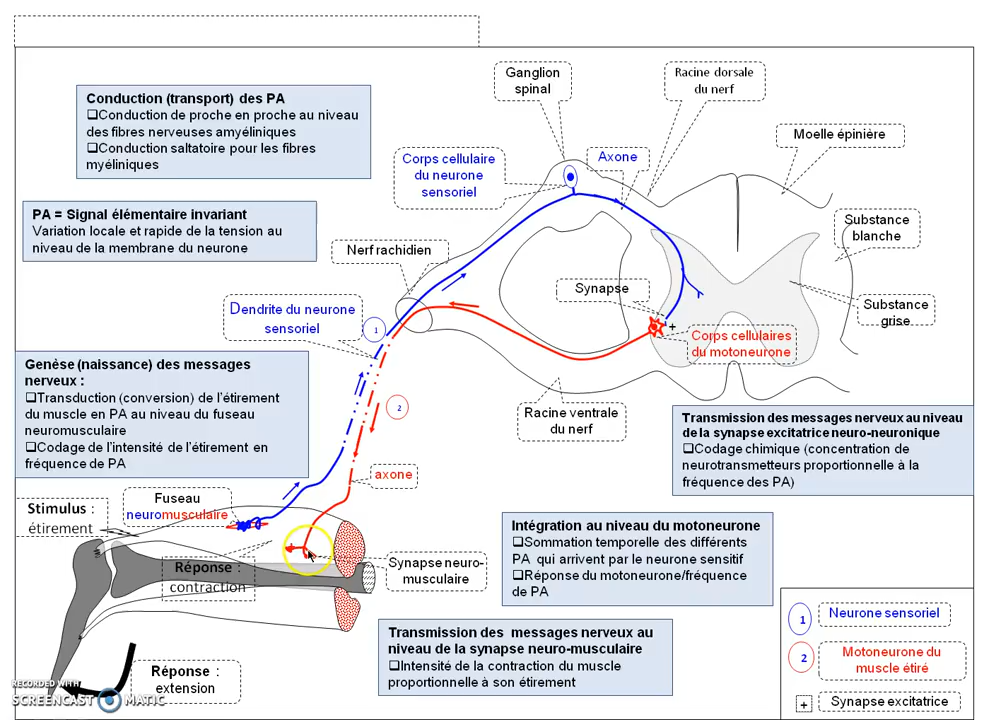 Conduction (transport) des PA
❑Conduction de proche en proche au niveau
des fibres nerveuses amyéliniques
❑Conduction saltatoire pour les fibres
myéliniques
Ganglion
spinal
Racine dorsale
du nerf
Moelle épinière
Corps cellulaire
du neurone
sensoriel
Axone
PA = Signal élémentaire invariant
Variation locale et rapide de la tension au
niveau de la membrane du neurone
Substance
blanche
Nerf rachidien
Synapse
Substance
grise
Dendrite du neurone
sensoriel
1
+
Corps cellulaires
du motoneurone
Genèse (naissance) des messages
nerveux :
❑Transduction (conversion) de l'étirement
du muscle en PA au niveau du fuseau
neuromusculaire
❑Codage de l'intensité de l'étirement en
fréquence de PA
2
Racine ventrale
du nerf
Transmission des messages nerveux au niveau
de la synapse excitatrice neuro-neuronique
❑Codage chimique (concentration de
neurotransmetteurs proportionnelle à la
fréquence des PA)
axone
Stimulus :
étirement
Fuseau
neuromusculaire
Intégration au niveau du motoneurone
❑Sommation temporelle des différents
PA qui arrivent par le neurone sensitif
❑Réponse du motoneurone/fréquence
de PA
+
Réponse :
contraction
Synapse neuro-
musculaire
Transmission des messages nerveux au
niveau de la synapse neuro-musculaire
❑Intensité de la contraction du muscle
proportionnelle à son étirement
Réponse :
extension
1
Neurone sensoriel
2
Motoneurone du
muscle étiré
+
Synapse excitatrice
RECORDED WITH
SCREENCAST MATIC